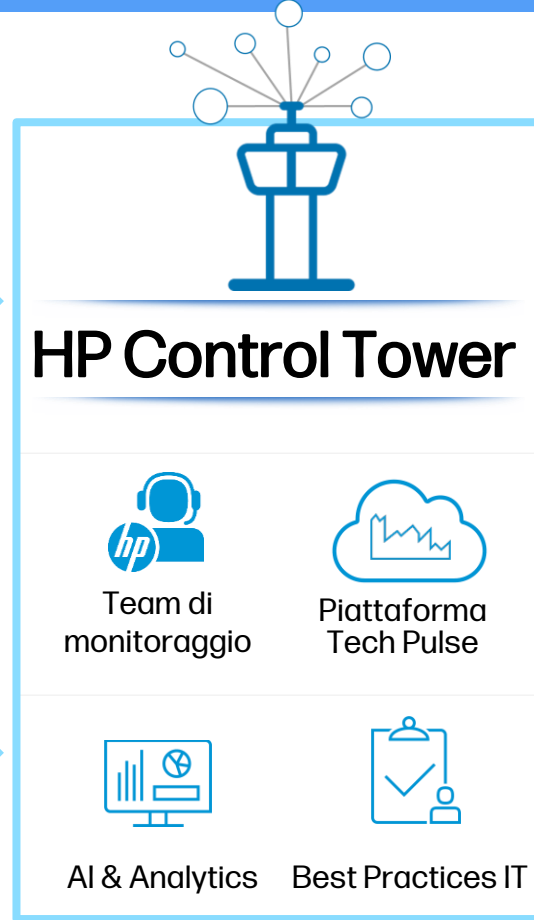 HP Control Tower
hp
Team di
monitoraggio
Piattaforma
Tech Pulse
AI & Analytics
Best Practices IT